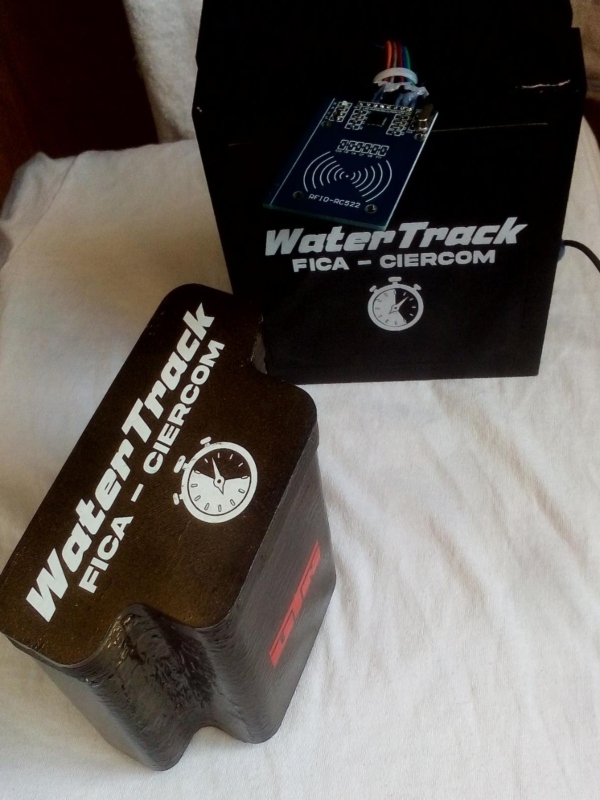 RFID-RC522
WaterTrack
FICA - CIERCOM
WaterTrack
FICA - CIERCOM